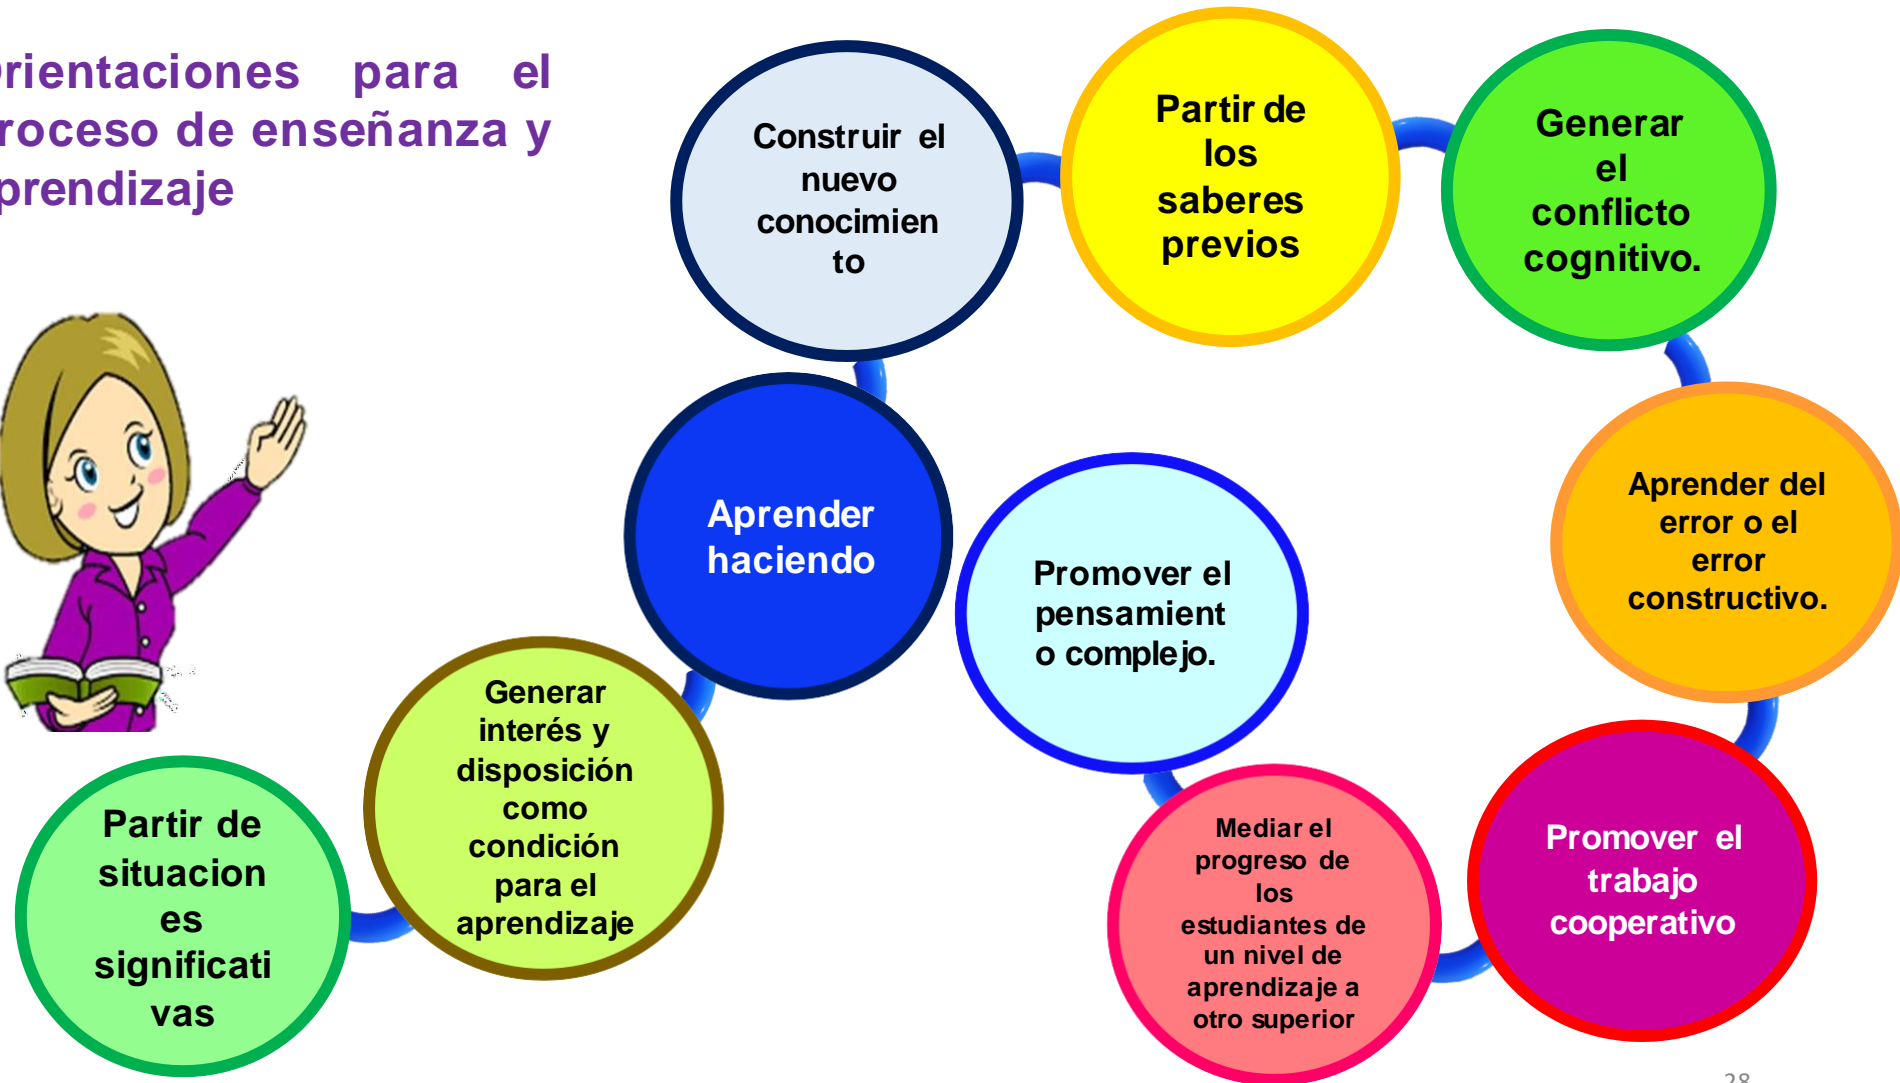 rientaciones para el
roceso de enseñanza y
prendizaje
Construir el
nuevo
conocimien
to
Partir de
los
saberes
previos
Generar
el
conflicto
cognitivo.
Aprender
haciendo
Promover el
pensamient
o complejo.
Aprender del
error o el
error
constructivo.
Generar
interés y
disposición
como
condición
para el
aprendizaje
Partir de
situacion
es
significati
vas
Mediar el
progreso de
los
estudiantes de
un nivel de
aprendizaje a
otro superior
Promover el
trabajo
cooperativo
28